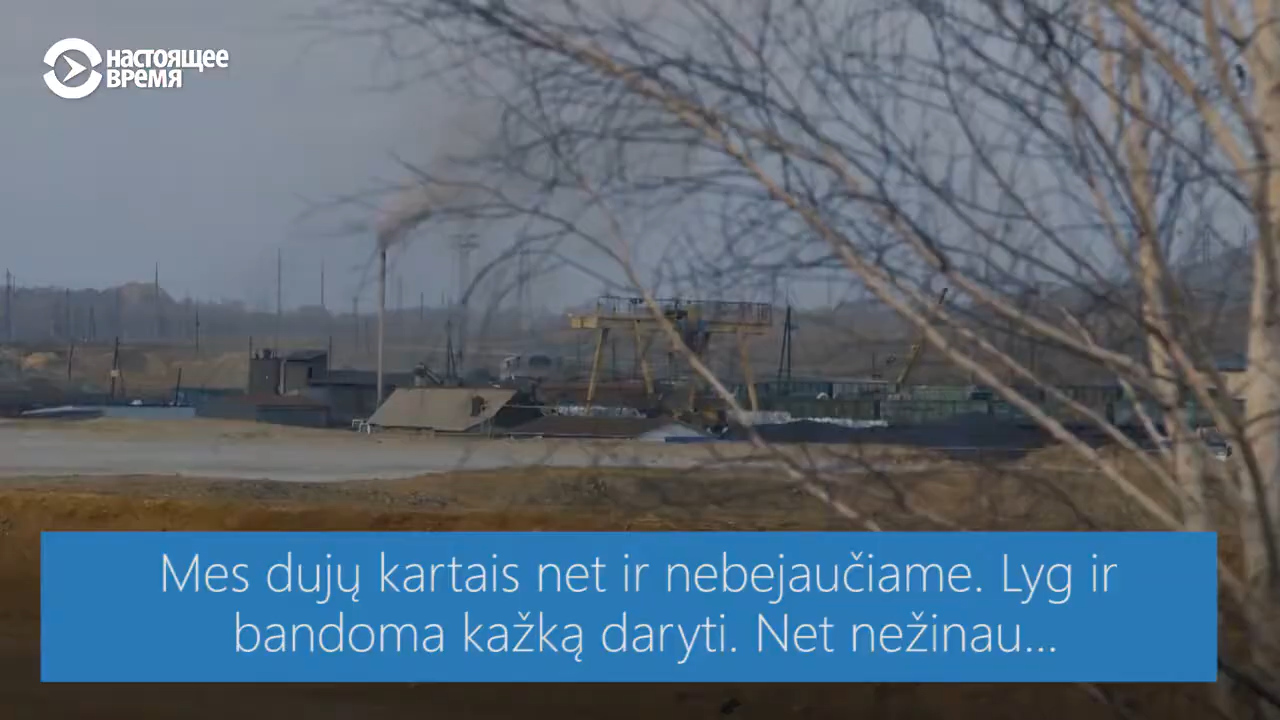 НАСТОЯЩЕЕ
ВРЕМЯ
Mes dujų kartais net ir nebejaučiame. Lyg ir
bandoma kažką daryti. Net nežinau...